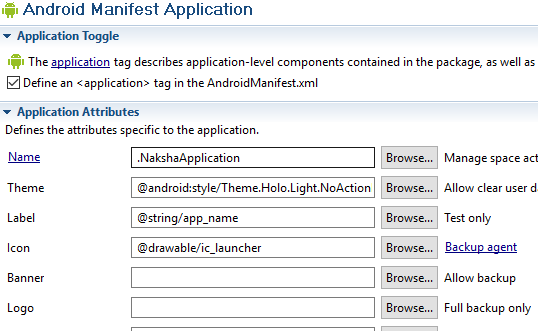 Android Manifest Application
Application Toggle
The application tag describes application-level components contained in the package, as well as
Define an <application> tag in the AndroidManifest.xml
Application Attributes
Defines the attributes specific to the application.
Name .NakshaApplication Browse... Manage space act
Theme @android:style/Theme.Holo.Light.NoAction Browse... Allow clear user d
Label @string/app_name Browse... Test only
Icon @drawable/ic_launcher Browse... Backup agent
Banner Browse... Allow backup
Logo Browse... Full backup only